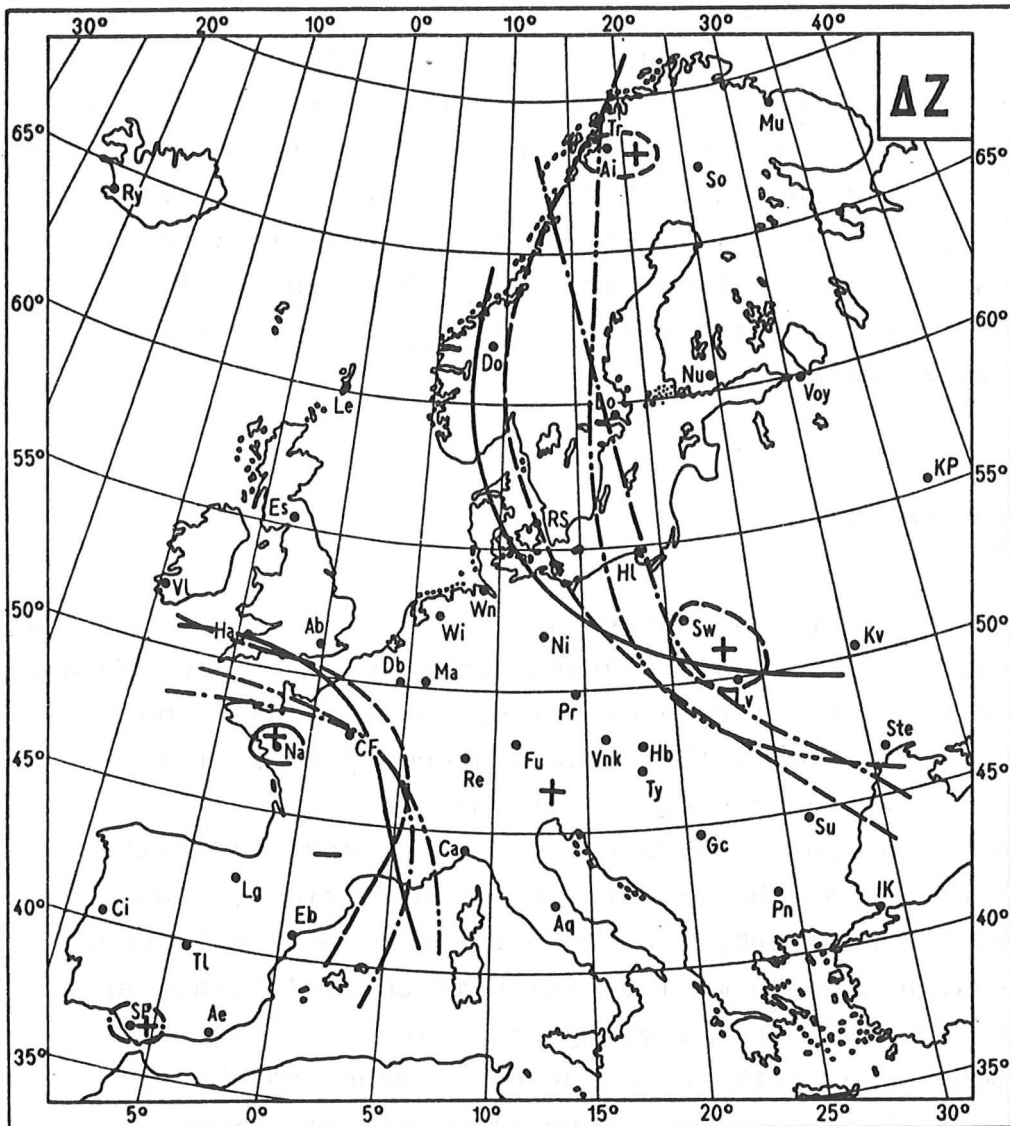 30° 20° 10° 0° 10° 20° 30° 40°
ΔZ
65° 65°
60° 60°
55° 55°
50° 50°
45° 45°
40° 40°
35° 35°
Tr
Mu
Ai
So
Ry
Do
Nu
Voy
Lo
Le
KP
Es
RS
Hl
Vl
Wn
Ha
Ab
Wi
Sw
Kv
Ni
Db
Ma
Lv
Pr
CF
Na
Ste
Re
Fu
Vnk
Hb
Ty
Su
Gc
Ca
Lg
Pn
IK
Ci
Eb
Aq
Tl
SF
Ae
5° 0° 5° 10° 15° 20° 25° 30°